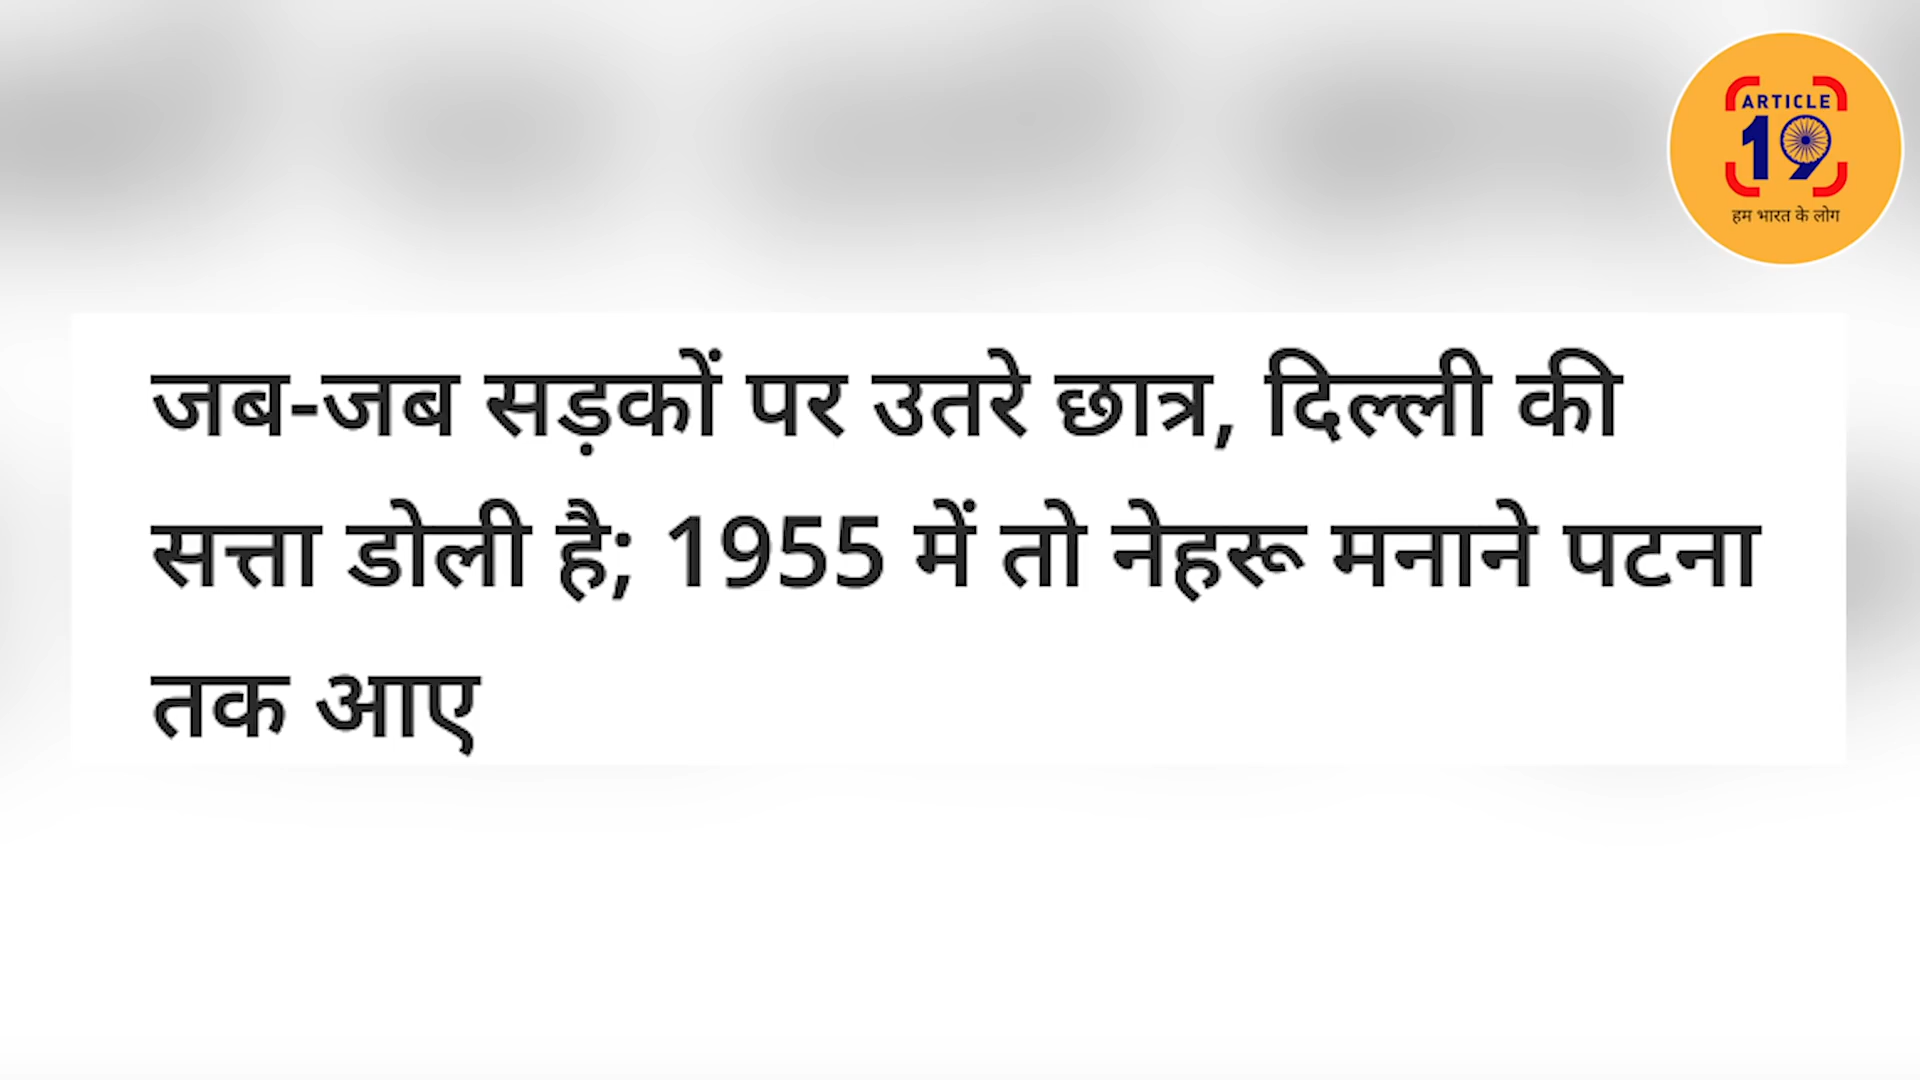 ARTICLE
19
हम भारत के लोग
जब-जब सड़कों पर उतरे छात्र, दिल्ली की
सत्ता डोली है; 1955 में तो नेहरू मनाने पटना
तक आए